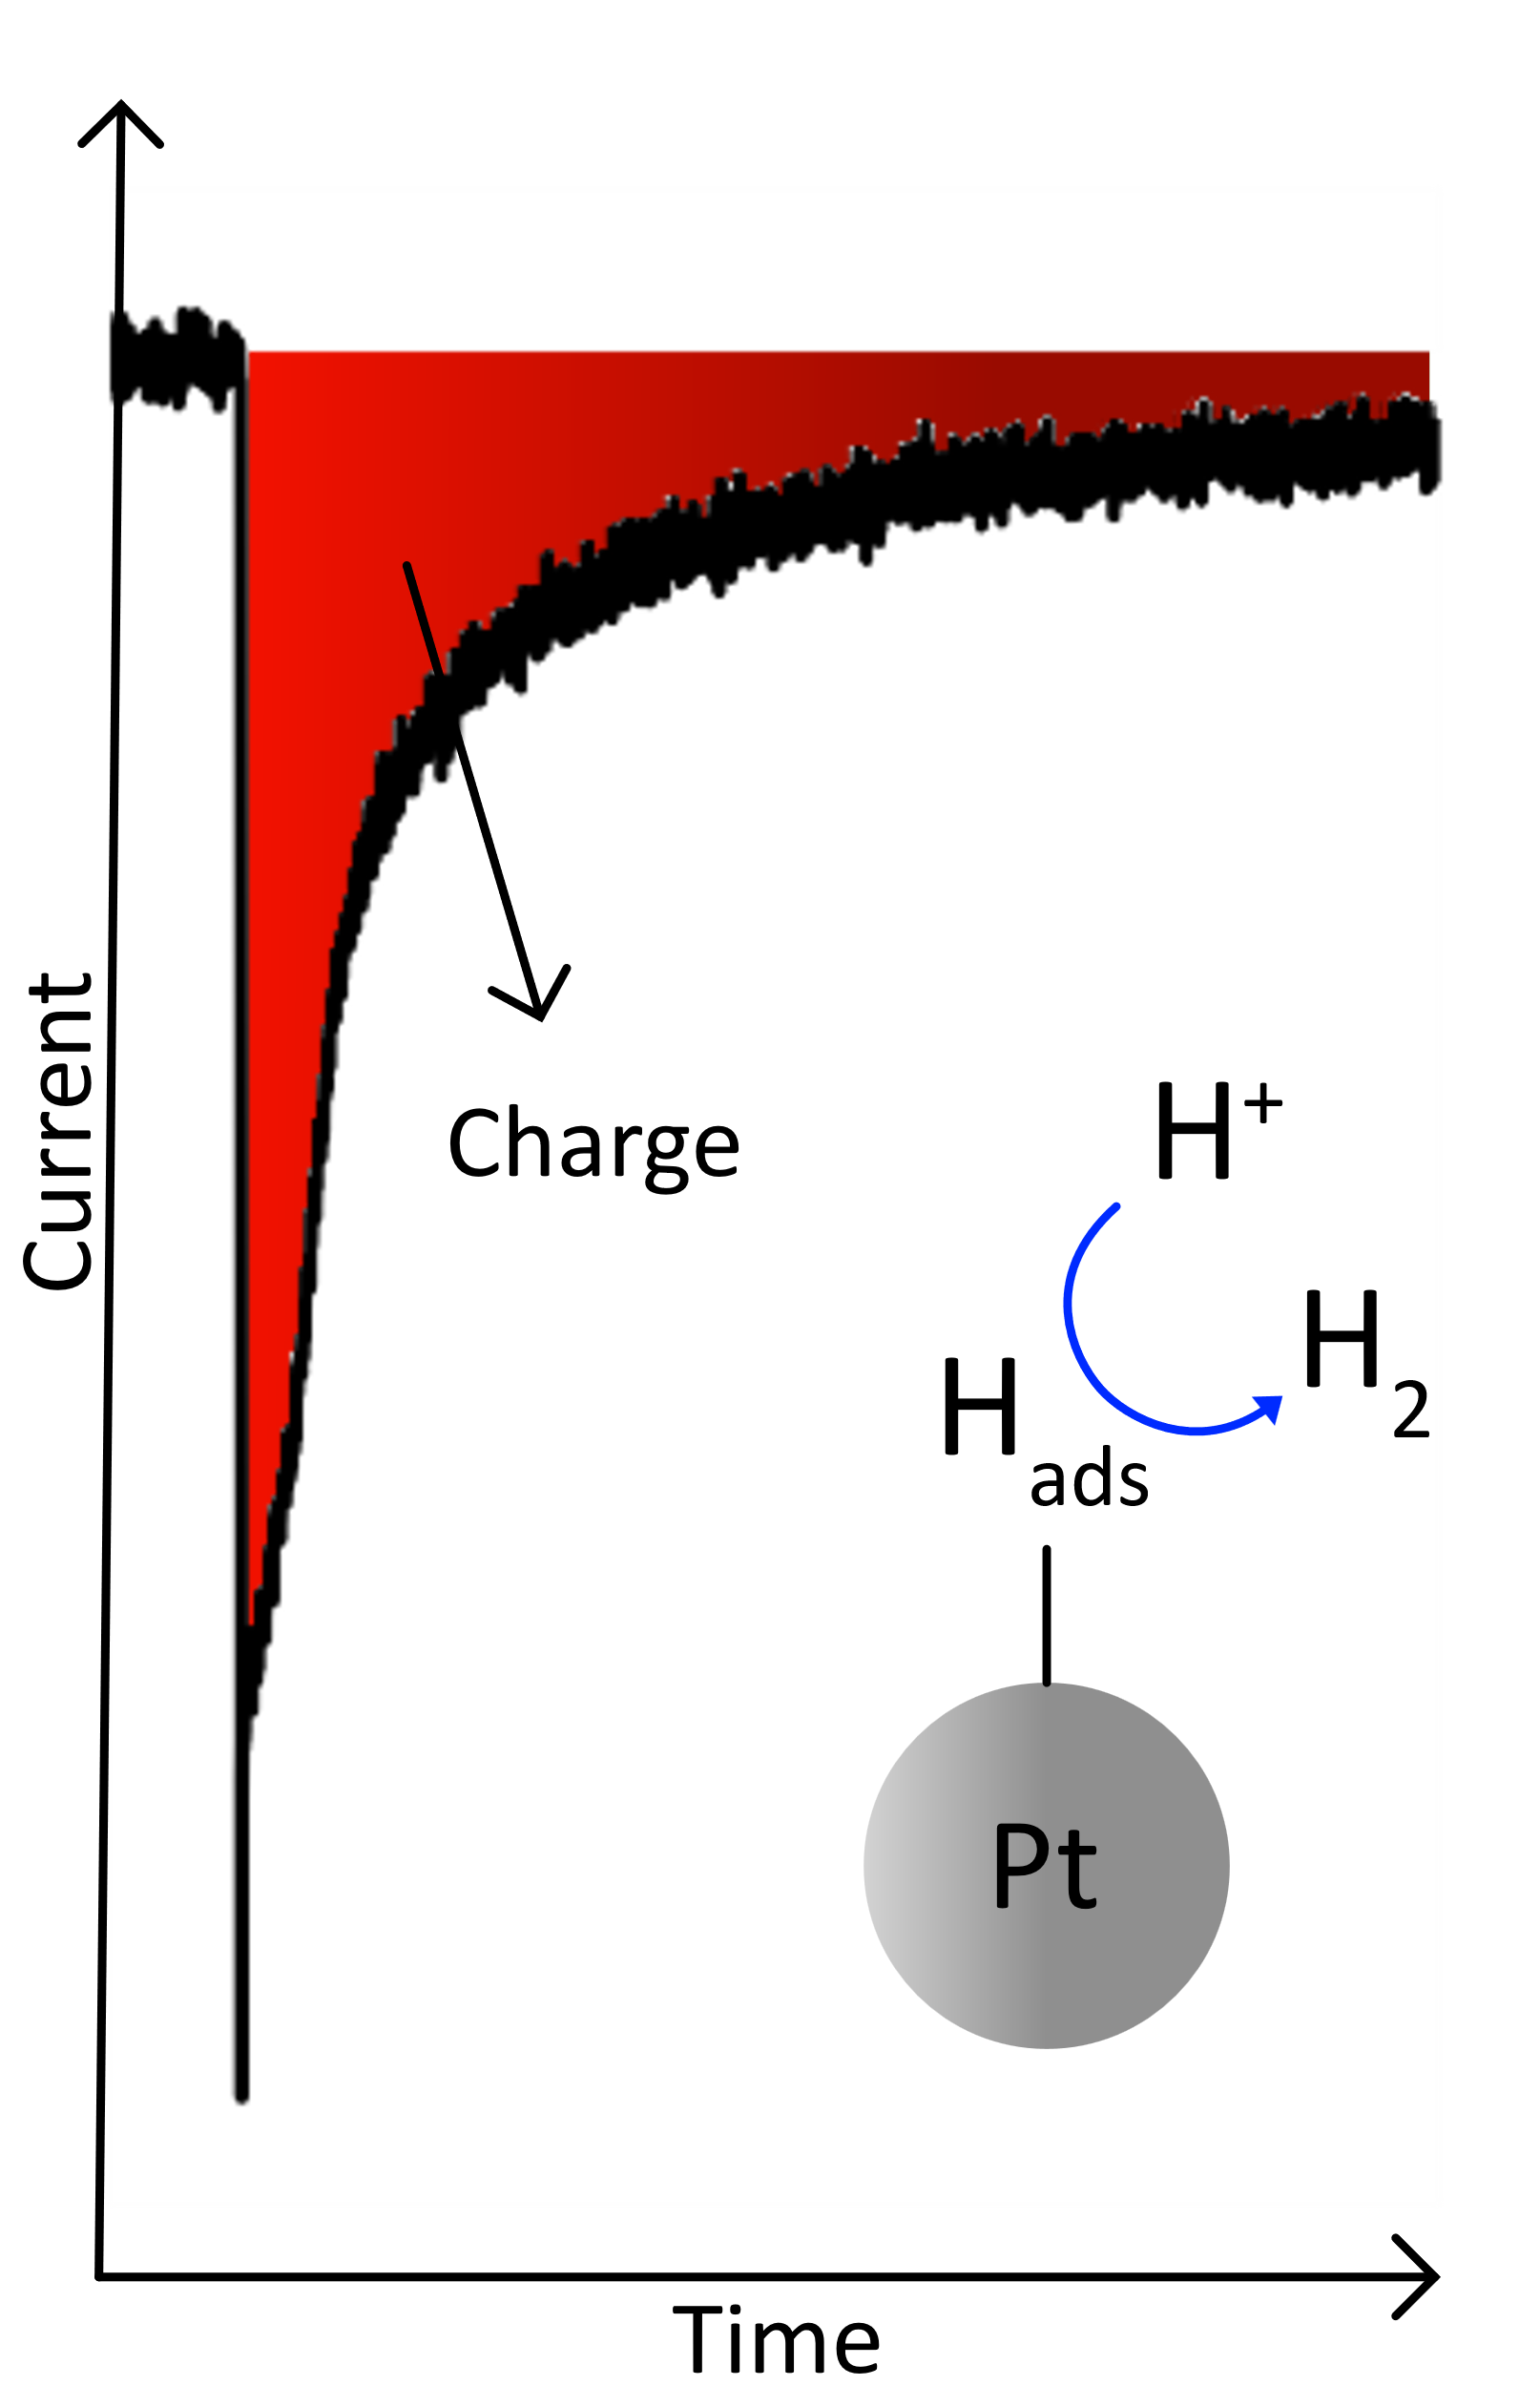 Current
Charge
H⁺
H₂
Hₐds
Pt
Time